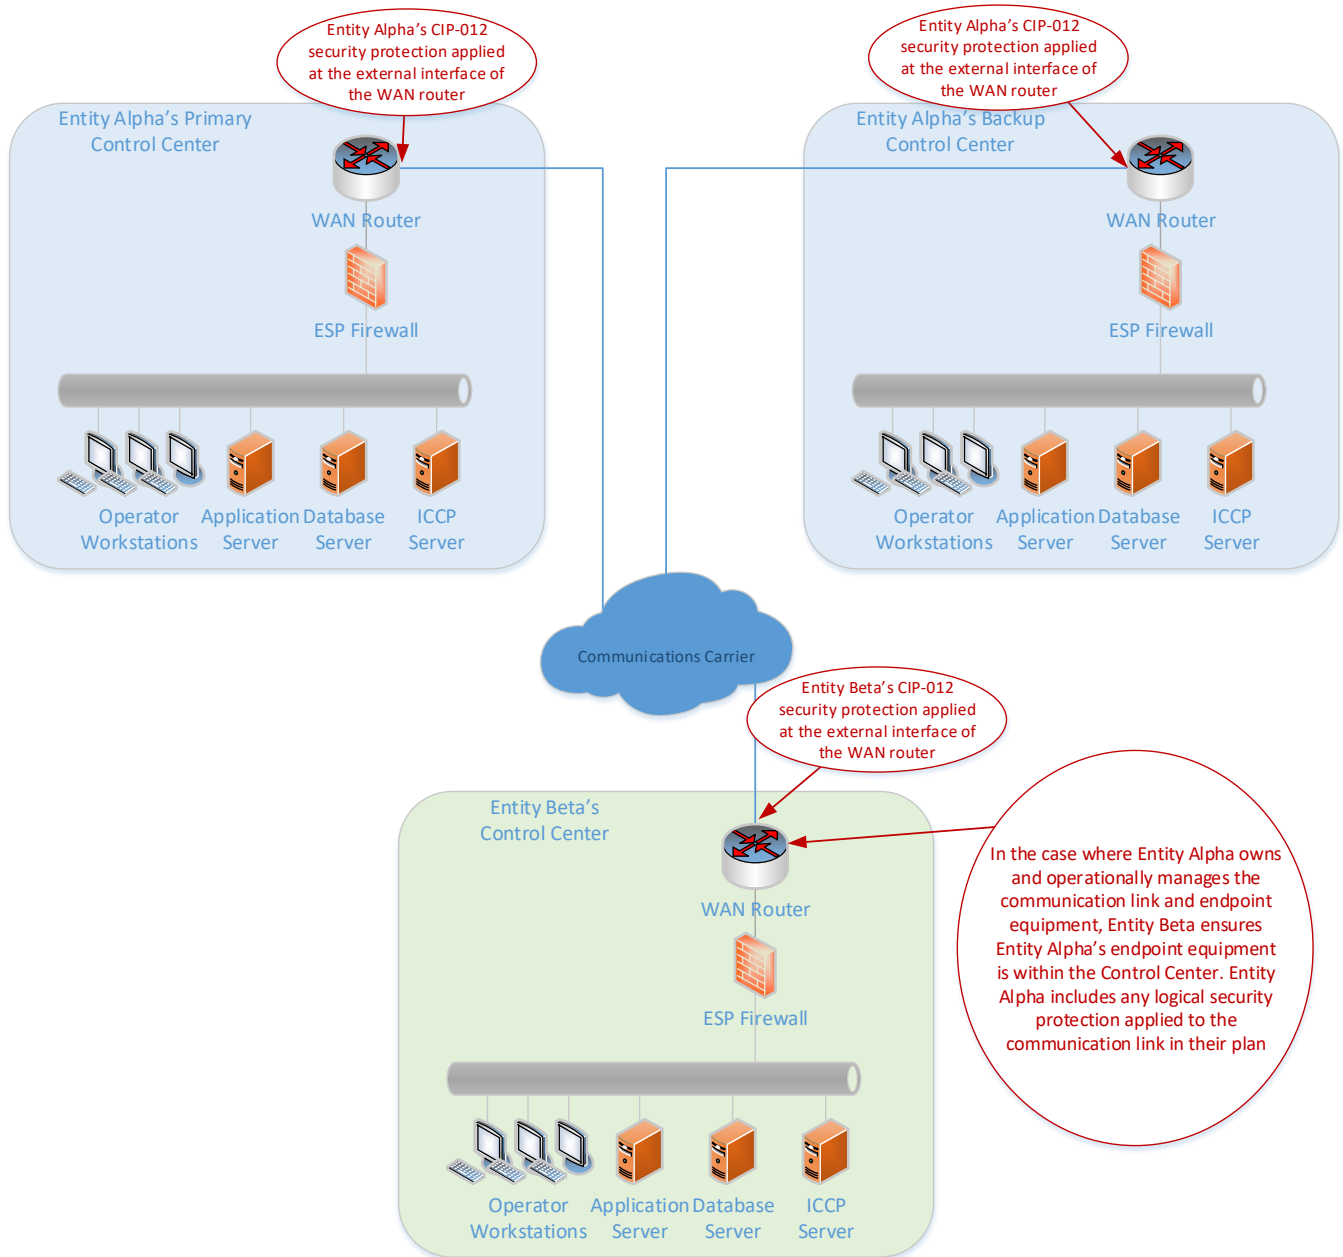 Entity Alpha's CIP-012
security protection applied
at the external interface of
the WAN router
Entity Alpha's CIP-012
security protection applied
at the external interface of
the WAN router
Entity Alpha's Primary
Control Center
WAN Router
ESP Firewall
Operator
Workstations
Application
Server
Database
Server
ICCP
Server
Entity Alpha's Backup
Control Center
WAN Router
ESP Firewall
Operator
Workstations
Application
Server
Database
Server
ICCP
Server
Communications Carrier
Entity Beta's CIP-012
security protection applied
at the external interface of
the WAN router
Entity Beta's
Control Center
WAN Router
ESP Firewall
Operator
Workstations
Application
Server
Database
Server
ICCP
Server
In the case where Entity Alpha owns
and operationally manages the
communication link and endpoint
equipment, Entity Beta ensures
Entity Alpha's endpoint equipment
is within the Control Center. Entity
Alpha includes any logical security
protection applied to the
communication link in their plan